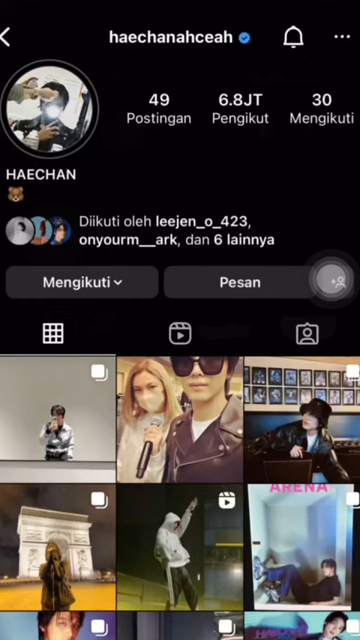 haechanahceah
49 6.8JT 30
Postingan Pengikut Mengikuti
HAECHAN
🐻
Diikuti oleh leejen_o_423,
onyourm__ark, dan 6 lainnya
Mengikuti Pesan
ARENA